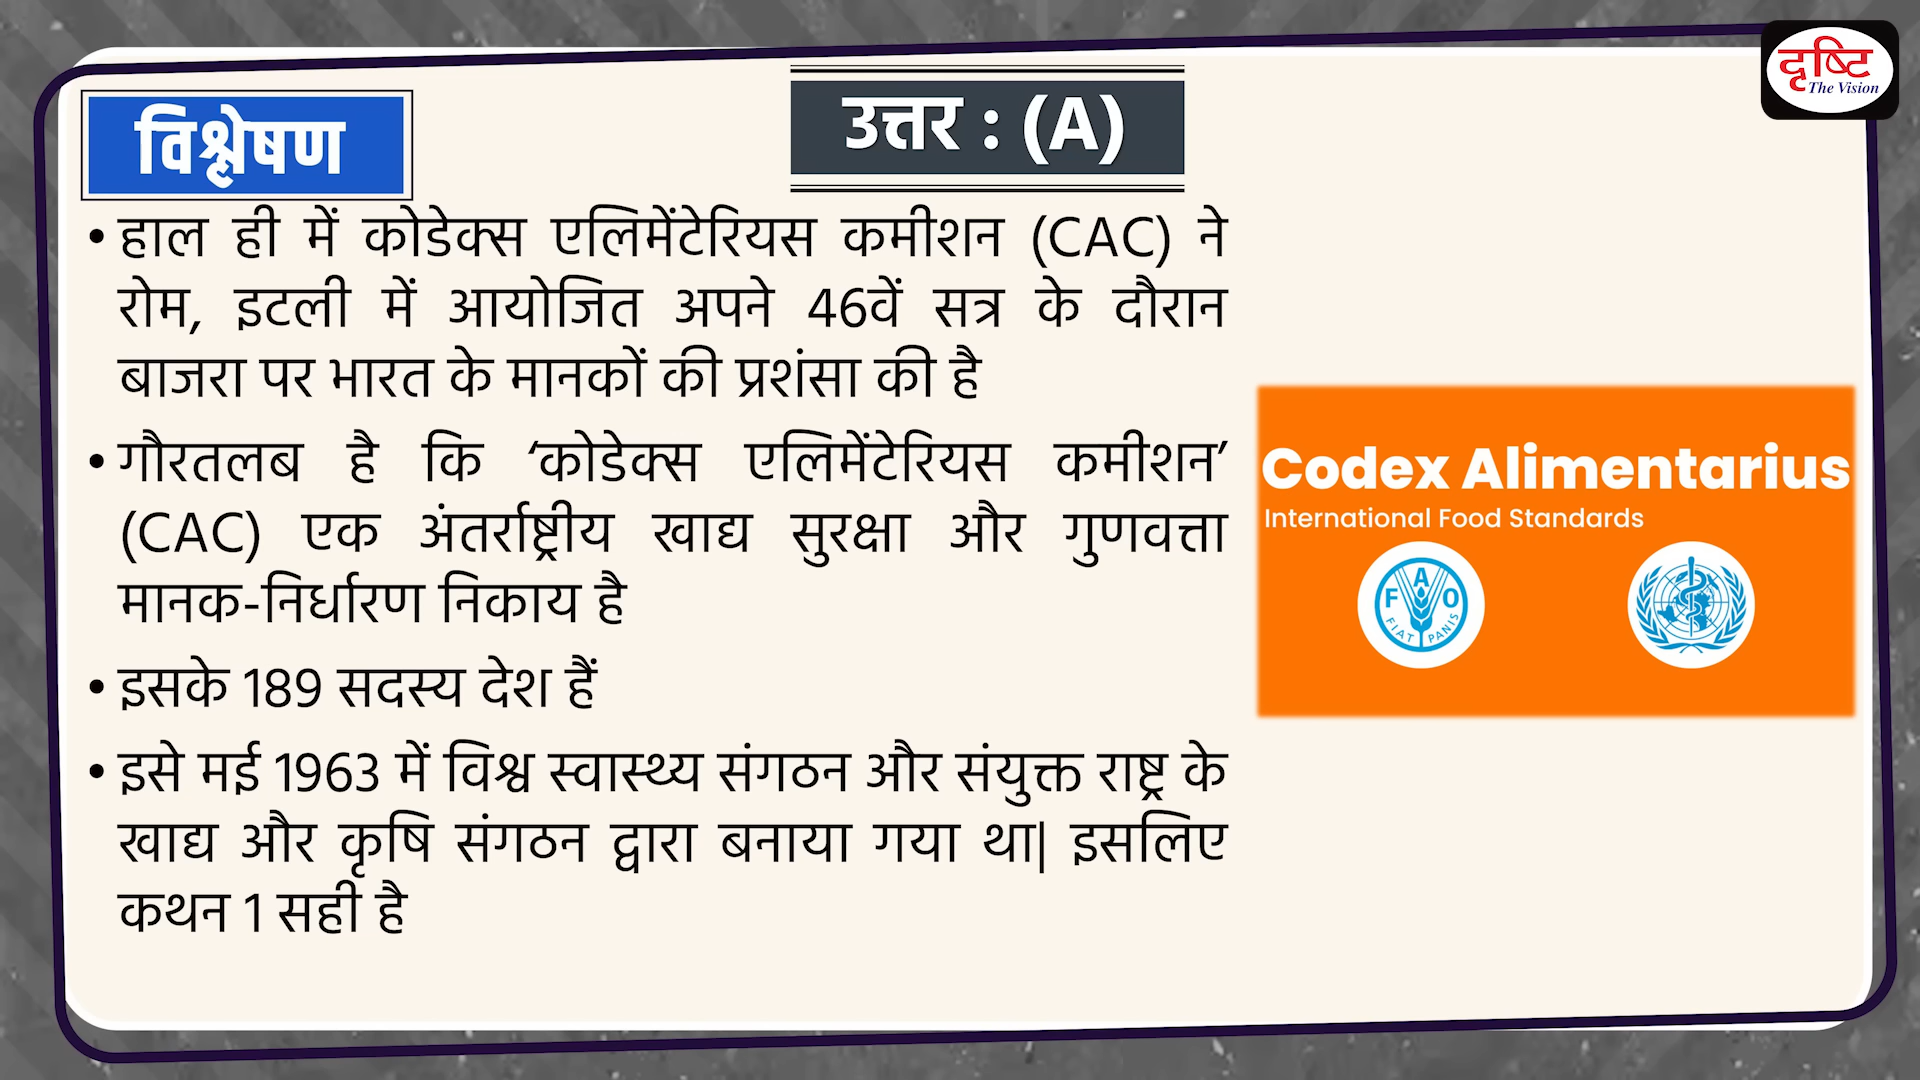 दृष्टि
The Vision
विश्लेषण
उत्तर : (A)
• हाल ही में कोडेक्स एलिमेंटेरियस कमीशन (CAC) ने
रोम, इटली में आयोजित अपने 46वें सत्र के दौरान
बाजरा पर भारत के मानकों की प्रशंसा की है
• गौरतलब है कि ‘कोडेक्स एलिमेंटेरियस कमीशन’
(CAC) एक अंतर्राष्ट्रीय खाद्य सुरक्षा और गुणवत्ता
मानक-निर्धारण निकाय है
• इसके 189 सदस्य देश हैं
• इसे मई 1963 में विश्व स्वास्थ्य संगठन और संयुक्त राष्ट्र के
खाद्य और कृषि संगठन द्वारा बनाया गया था| इसलिए
कथन 1 सही है
Codex Alimentarius
International Food Standards
F A O
FIAT PANIS